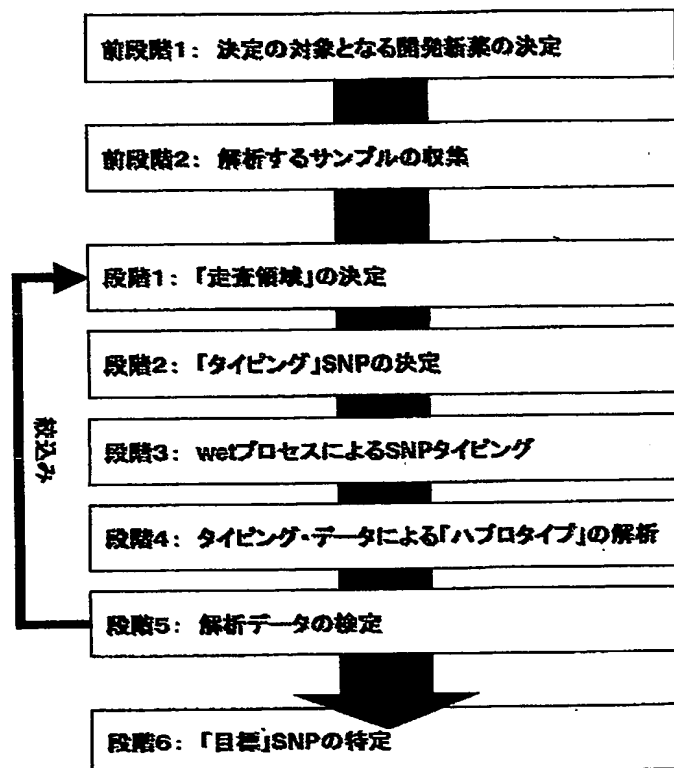 前段階1: 決定の対象となる開発新薬の決定
前段階2: 解析するサンプルの収集
段階1: 「走査領域」の決定
段階2: 「タイピング」SNPの決定
段階3: wetプロセスによるSNPタイピング
段階4: タイピング・データによる「ハプロタイプ」の解析
絞込み
段階5: 解析データの検定
段階6: 「目標」SNPの特定